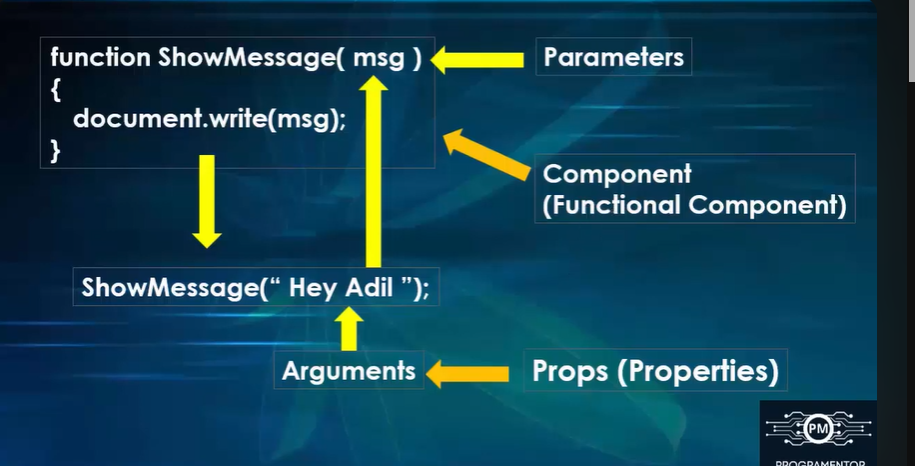 function ShowMessage( msg )
Parameters
{
document.write(msg);
}
Component
(Functional Component)
ShowMessage(“ Hey Adil ”);
Arguments
Props (Properties)
PM
PROGRAMENTOR